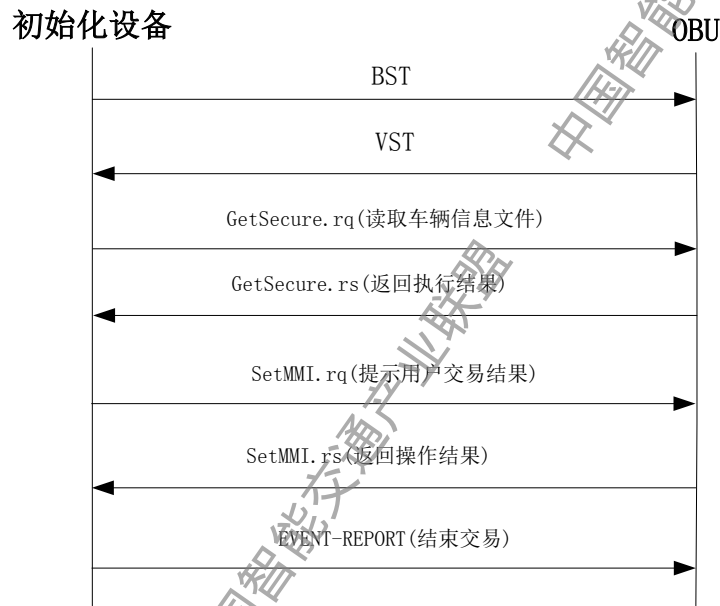 初始化设备
OBU
BST
VST
GetSecure.rq(读取车辆信息文件)
GetSecure.rs(返回执行结果)
SetMMI.rq(提示用户交易结果)
SetMMI.rs(返回操作结果)
EVENT-REPORT(结束交易)
中国智能
国智能交通产业联盟